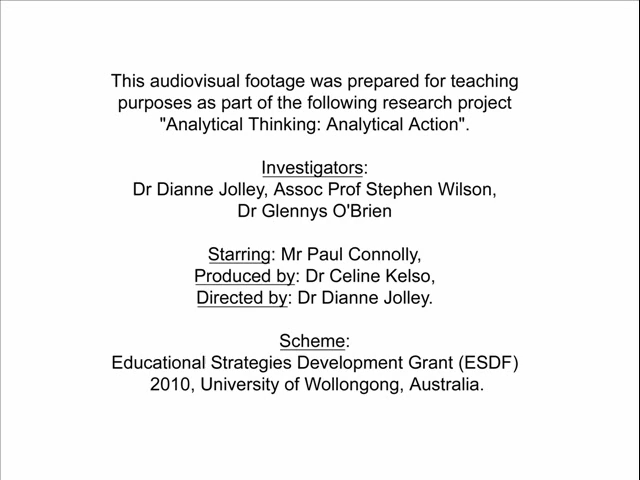 This audiovisual footage was prepared for teaching
purposes as part of the following research project
"Analytical Thinking: Analytical Action".
Investigators:
Dr Dianne Jolley, Assoc Prof Stephen Wilson,
Dr Glennys O'Brien
Starring: Mr Paul Connolly,
Produced by: Dr Celine Kelso,
Directed by: Dr Dianne Jolley.
Scheme:
Educational Strategies Development Grant (ESDF)
2010, University of Wollongong, Australia.